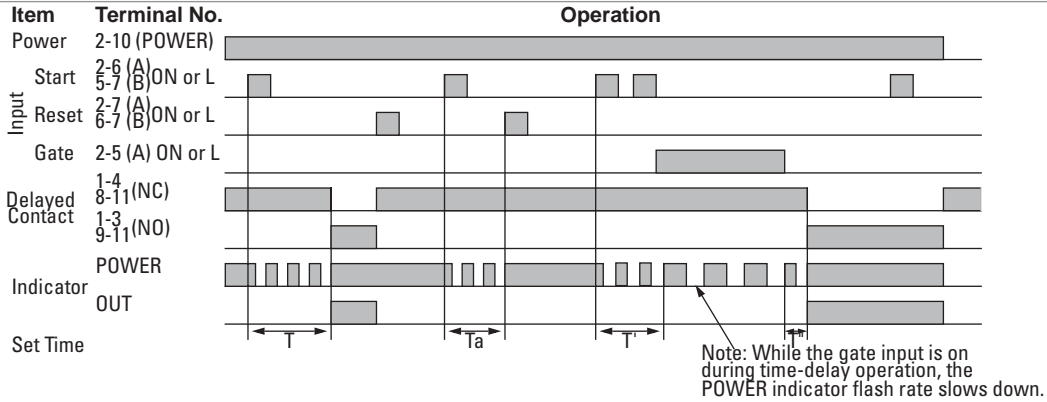 Item Terminal No. Operation
Power 2-10 (POWER)
Input
Start 2-6 (A) 5-7 (B) ON or L
Reset 2-7 (A) 6-7 (B) ON or L
Gate 2-5 (A) ON or L
Delayed Contact
1-4 8-11 (NC)
1-3 9-11 (NO)
Indicator
POWER
OUT
Set Time
T Ta T' T"
Note: While the gate input is on
during time-delay operation, the
POWER indicator flash rate slows down.